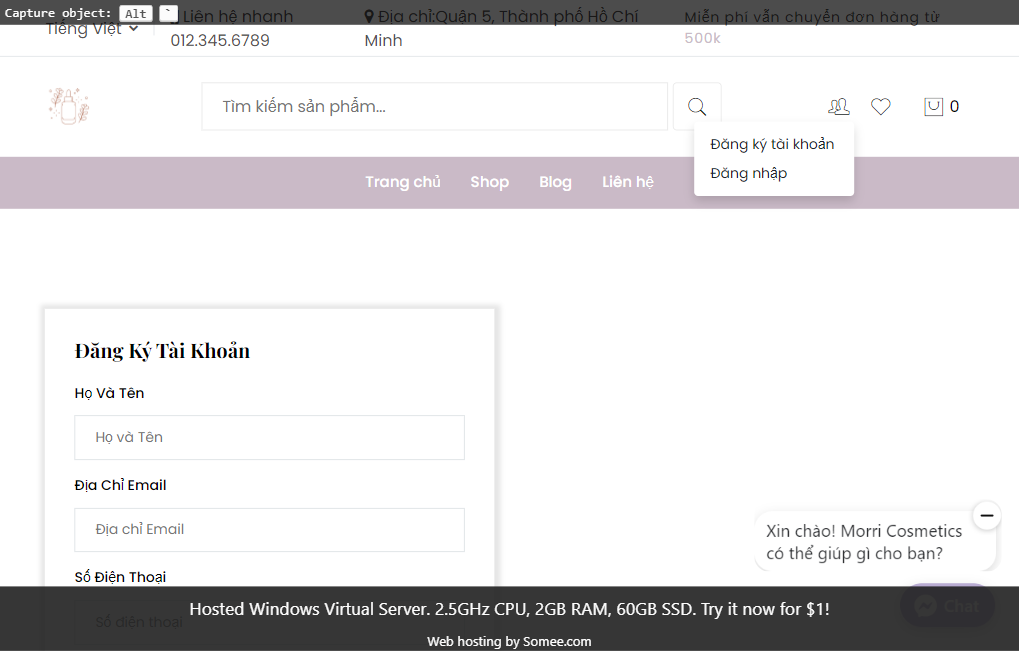 Capture object: Alt `
Tiếng Việt
Liên hệ nhanh
012.345.6789
Địa chỉ:Quận 5, Thành phố Hồ Chí
Minh
Miễn phí vẫn chuyển đơn hàng từ
500k
Tìm kiếm sản phẩm...
0
Đăng ký tài khoản
Đăng nhập
Trang chủ Shop Blog Liên hệ
Đăng Ký Tài Khoản
Họ Và Tên
Họ và Tên
Địa Chỉ Email
Địa chỉ Email
Số Điện Thoại
Số điện thoại
Xin chào! Morri Cosmetics
có thể giúp gì cho bạn?
Chat
Hosted Windows Virtual Server. 2.5GHz CPU, 2GB RAM, 60GB SSD. Try it now for $1!
Web hosting by Somee.com